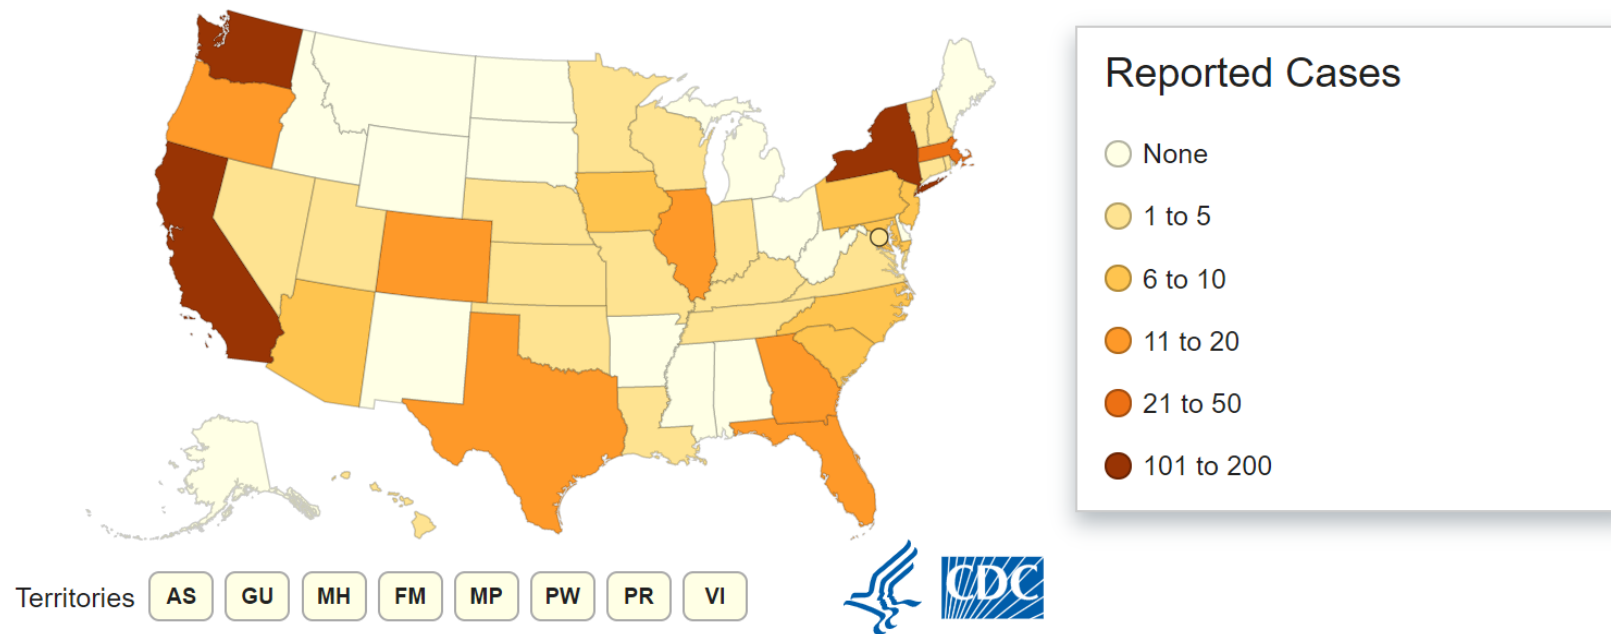 Reported Cases
None
1 to 5
6 to 10
11 to 20
21 to 50
101 to 200
Territories AS GU MH FM MP PW PR VI
CDC